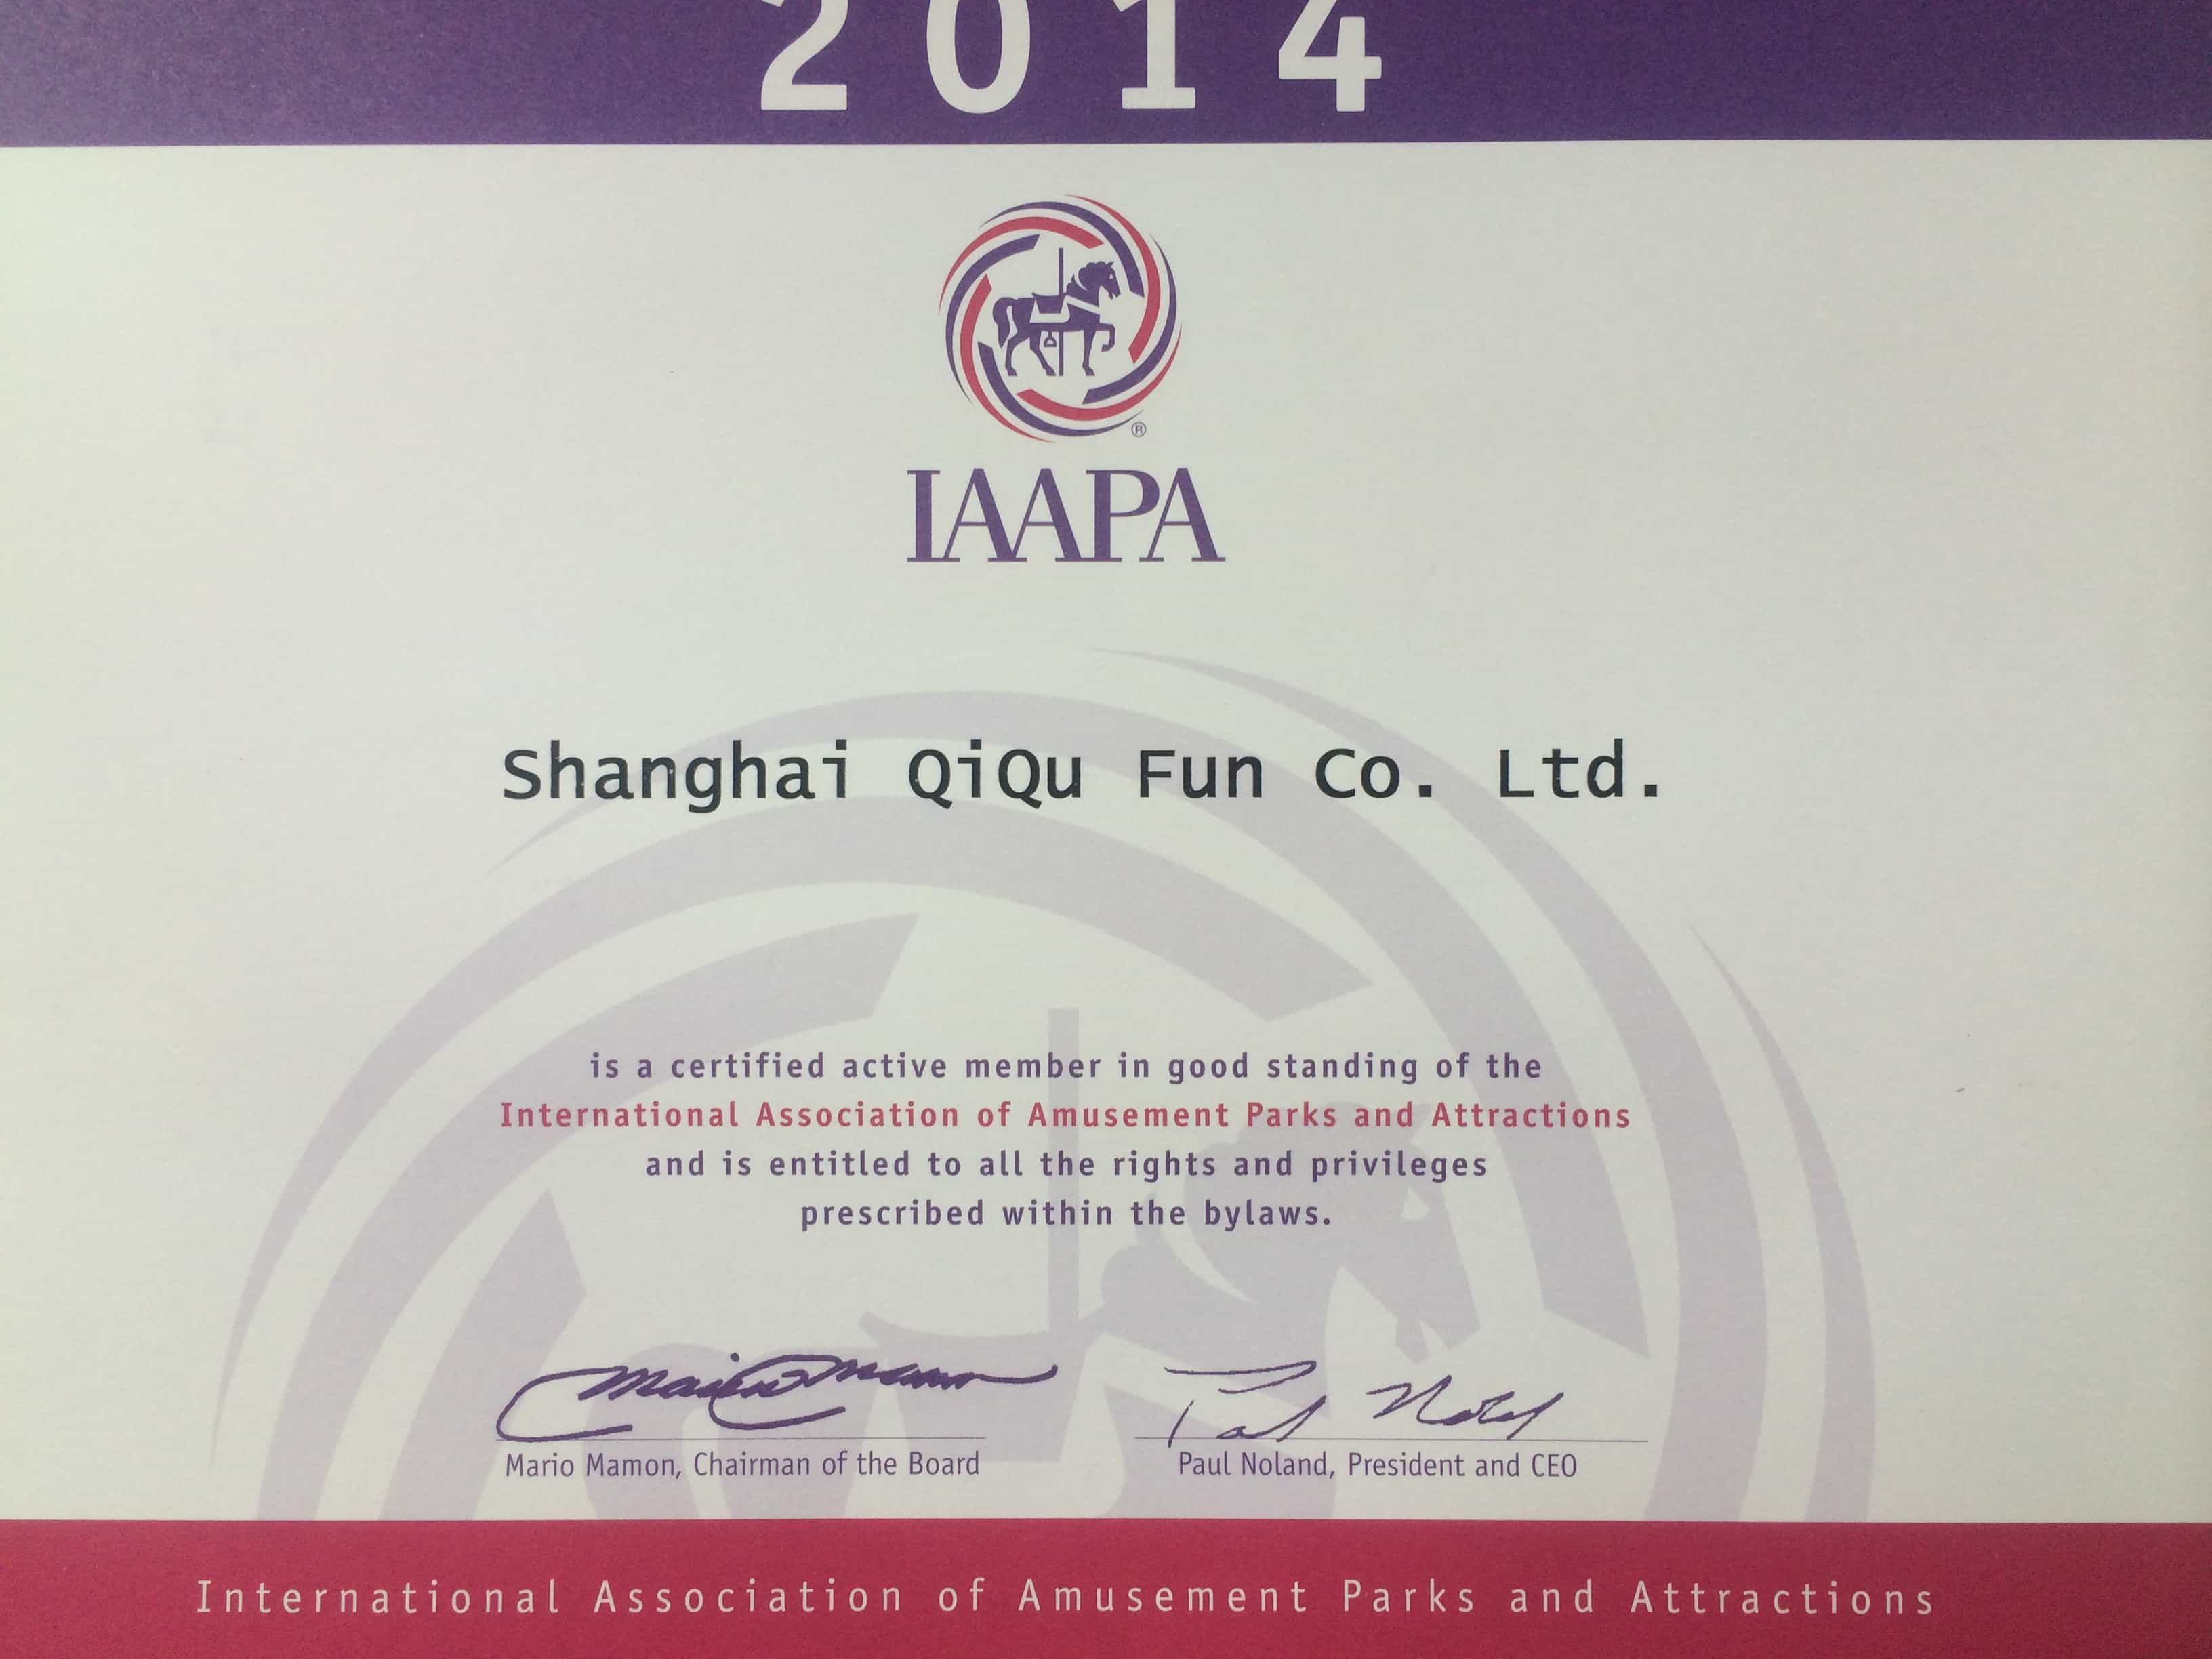 2014
®
IAAPA
Shanghai QiQu Fun Co. Ltd.
is a certified active member in good standing of the
International Association of Amusement Parks and Attractions
and is entitled to all the rights and privileges
prescribed within the bylaws.
Mario Mamon
Paul Noland
Mario Mamon, Chairman of the Board
Paul Noland, President and CEO
International Association of Amusement Parks and Attractions